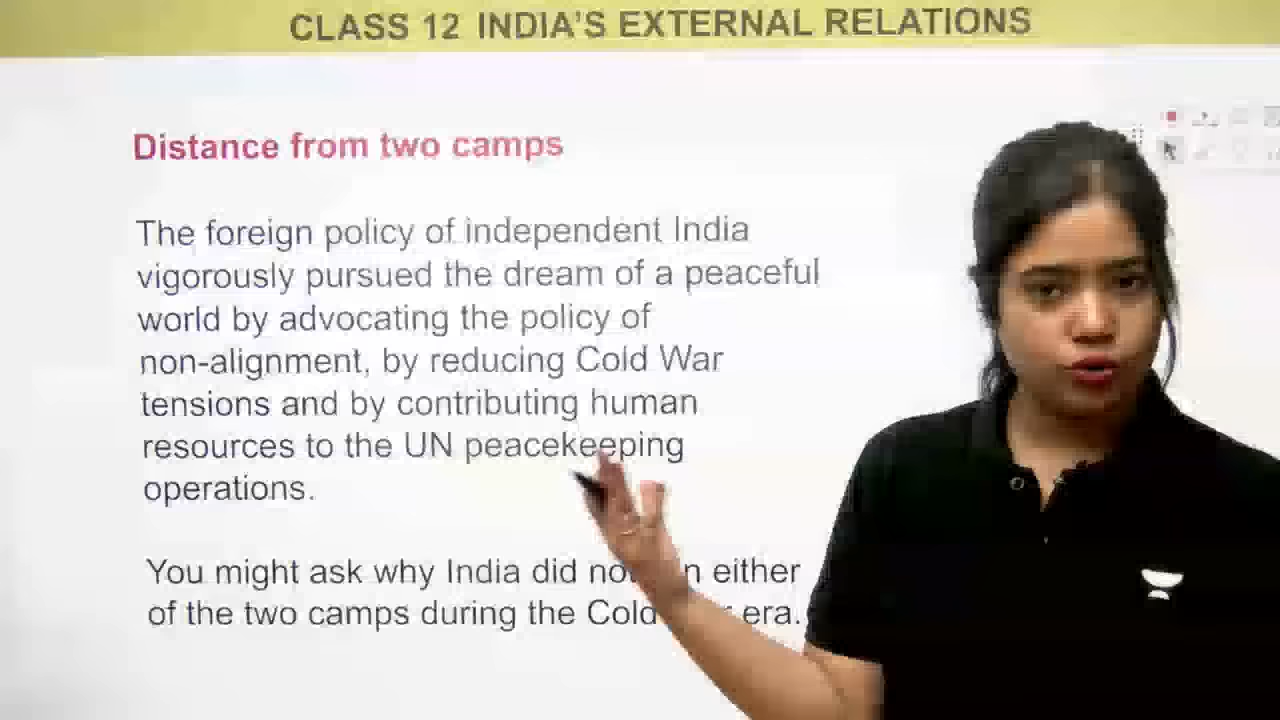 CLASS 12 INDIA'S EXTERNAL RELATIONS
Distance from two camps
The foreign policy of independent India
vigorously pursued the dream of a peaceful
world by advocating the policy of
non-alignment, by reducing Cold War
tensions and by contributing human
resources to the UN peacekeeping
operations.
You might ask why India did either
of the two camps during the Cold era.